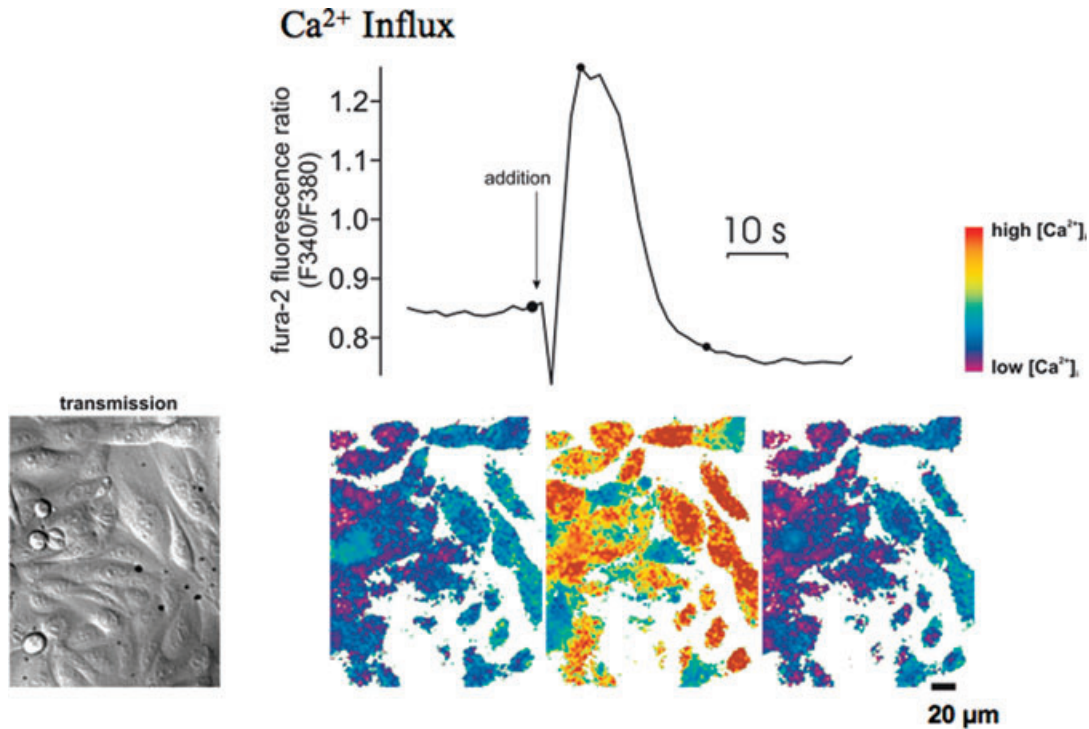 Ca²⁺ Influx
fura-2 fluorescence ratio
(F340/F380)
1.2
1.1
1.0
0.9
0.8
addition
10 s
high [Ca²⁺]ᵢ
low [Ca²⁺]ᵢ
transmission
20 µm